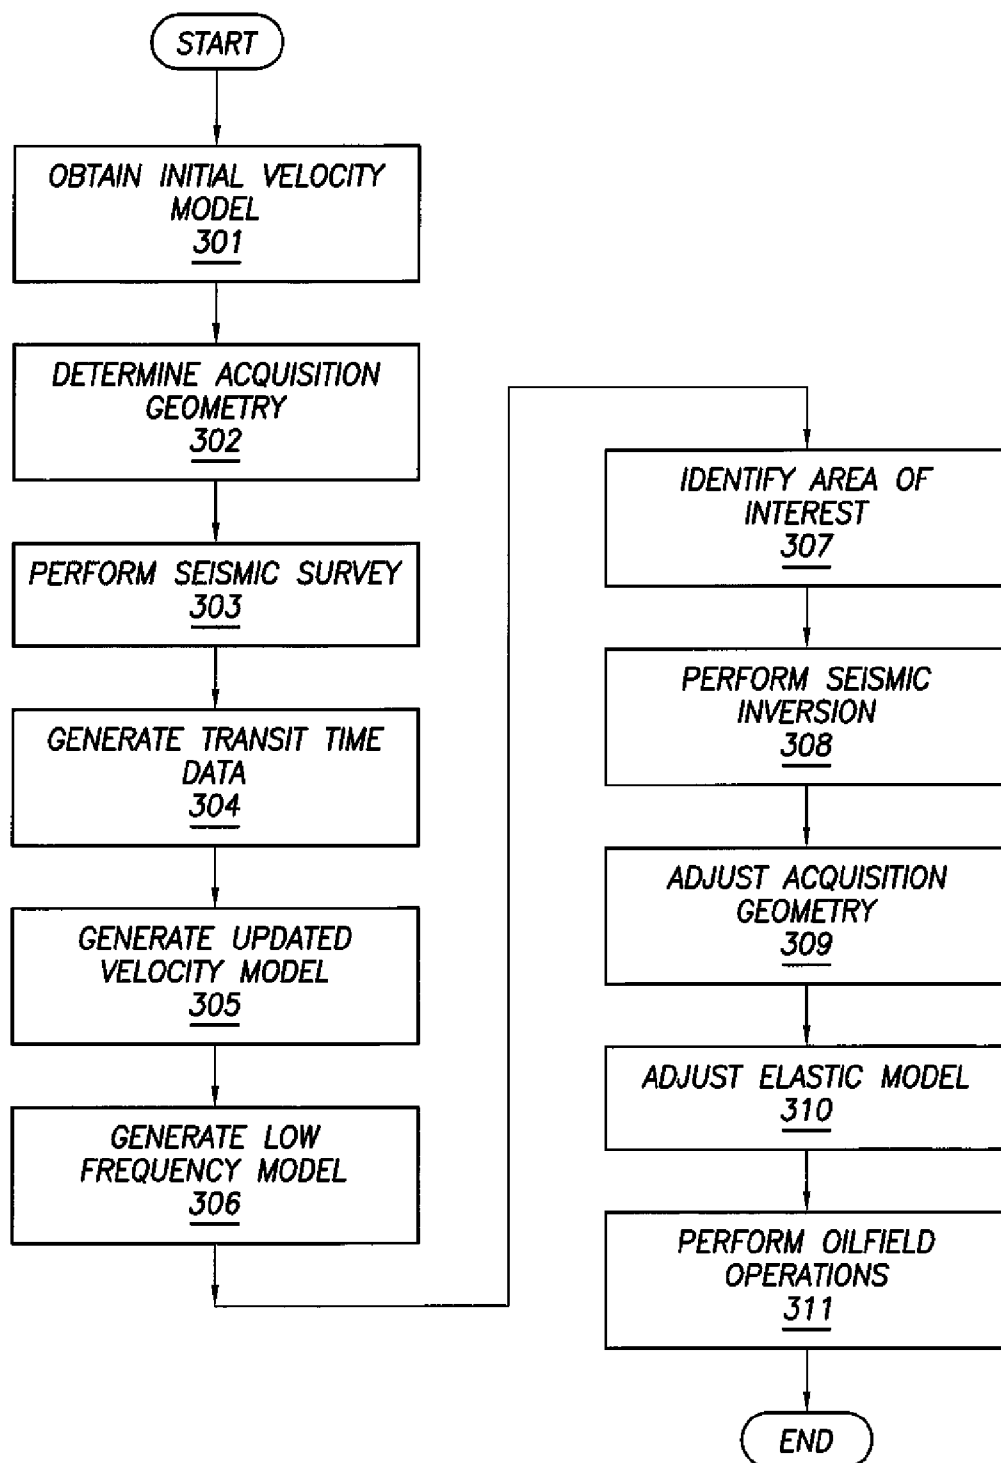 START
OBTAIN INITIAL VELOCITY
MODEL
301
DETERMINE ACQUISITION
GEOMETRY
302
PERFORM SEISMIC SURVEY
303
GENERATE TRANSIT TIME
DATA
304
GENERATE UPDATED
VELOCITY MODEL
305
GENERATE LOW
FREQUENCY MODEL
306
IDENTIFY AREA OF
INTEREST
307
PERFORM SEISMIC
INVERSION
308
ADJUST ACQUISITION
GEOMETRY
309
ADJUST ELASTIC MODEL
310
PERFORM OILFIELD
OPERATIONS
311
END